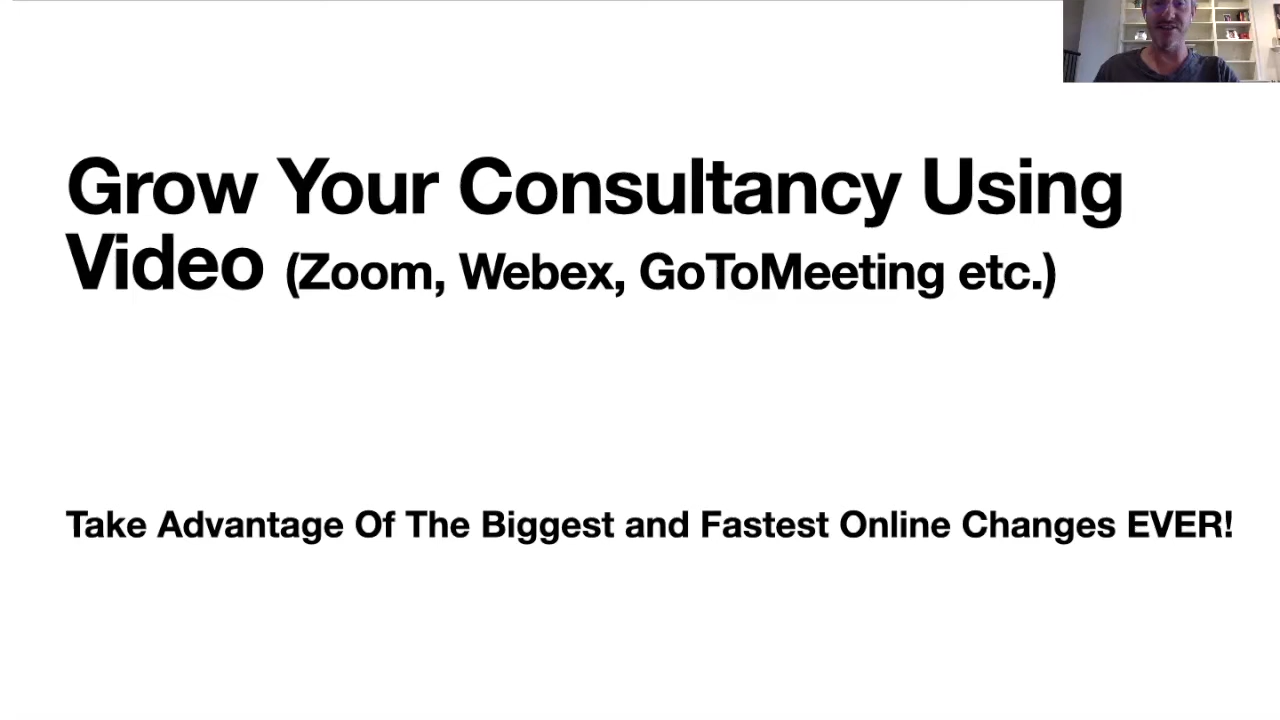 Grow Your Consultancy Using
Video (Zoom, Webex, GoToMeeting etc.)
Take Advantage Of The Biggest and Fastest Online Changes EVER!